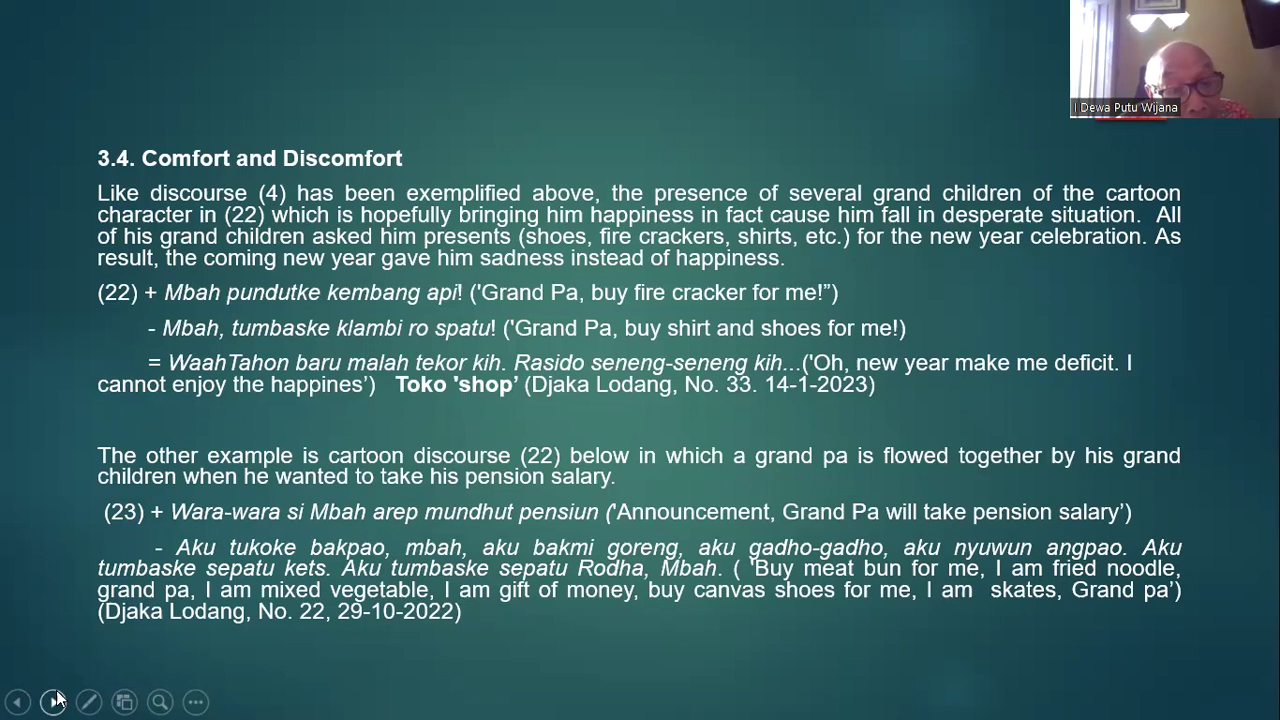 I Dewa Putu Wijana
3.4. Comfort and Discomfort
Like discourse (4) has been exemplified above, the presence of several grand children of the cartoon
character in (22) which is hopefully bringing him happiness in fact cause him fall in desperate situation. All
of his grand children asked him presents (shoes, fire crackers, shirts, etc.) for the new year celebration. As
result, the coming new year gave him sadness instead of happiness.
(22) + Mbah pundutke kembang api! ('Grand Pa, buy fire cracker for me!”)
- Mbah, tumbaske klambi ro spatu! ('Grand Pa, buy shirt and shoes for me!)
= WaahTahon baru malah tekor kih. Rasido seneng-seneng kih...('Oh, new year make me deficit. I
cannot enjoy the happines’) Toko 'shop’ (Djaka Lodang, No. 33. 14-1-2023)
The other example is cartoon discourse (22) below in which a grand pa is flowed together by his grand
children when he wanted to take his pension salary.
(23) + Wara-wara si Mbah arep mundhut pensiun ('Announcement, Grand Pa will take pension salary’)
- Aku tukoke bakpao, mbah, aku bakmi goreng, aku gadho-gadho, aku nyuwun angpao. Aku
tumbaske sepatu kets. Aku tumbaske sepatu Rodha, Mbah. ( 'Buy meat bun for me, I am fried noodle,
grand pa, I am mixed vegetable, I am gift of money, buy canvas shoes for me, I am skates, Grand pa’)
(Djaka Lodang, No. 22, 29-10-2022)